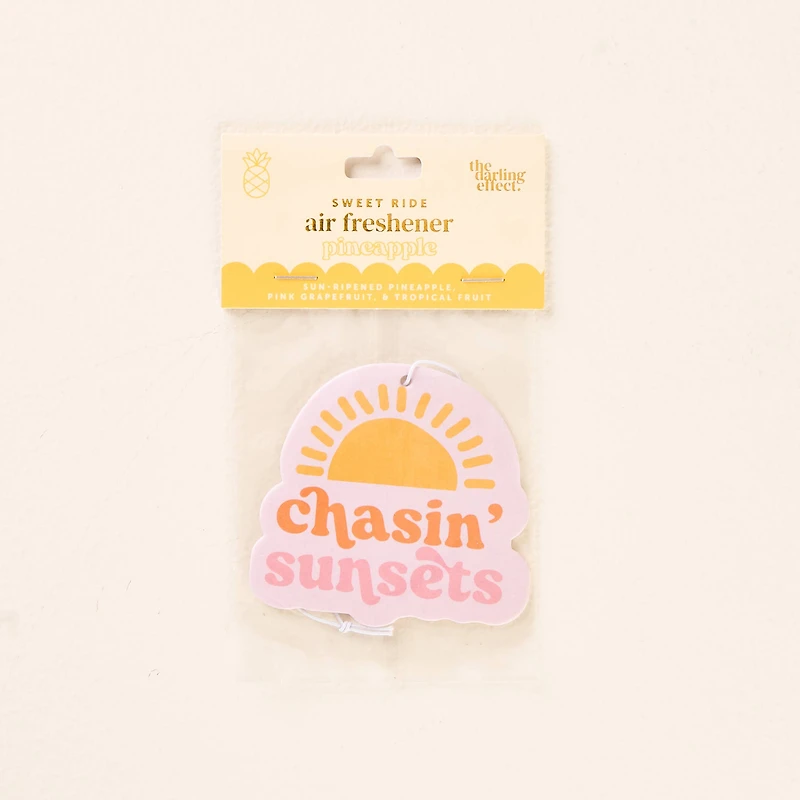 the
darling
effect.
SWEET RIDE
air freshener
pineapple
SUN-RIPENED PINEAPPLE,
PINK GRAPEFRUIT, & TROPICAL FRUIT
chasin'
sunsets